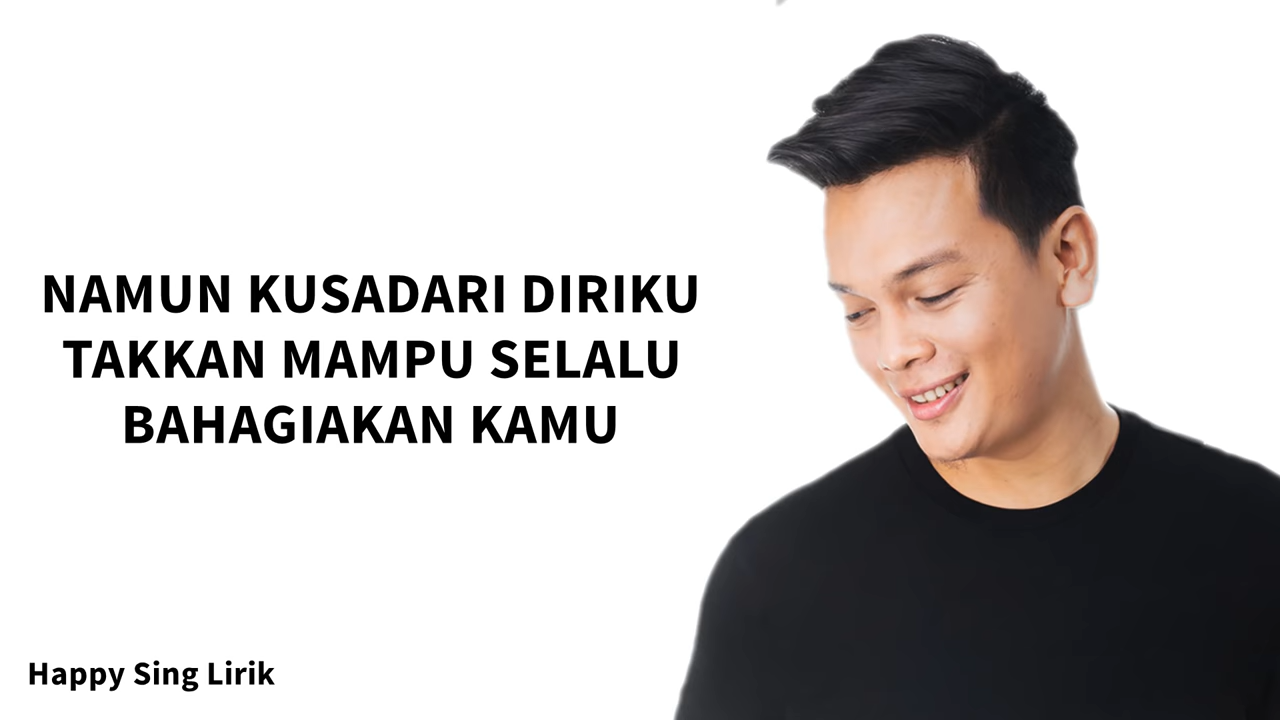 NAMUN KUSADARI DIRIKU
TAKKAN MAMPU SELALU
BAHAGIAKAN KAMU
Happy Sing Lirik